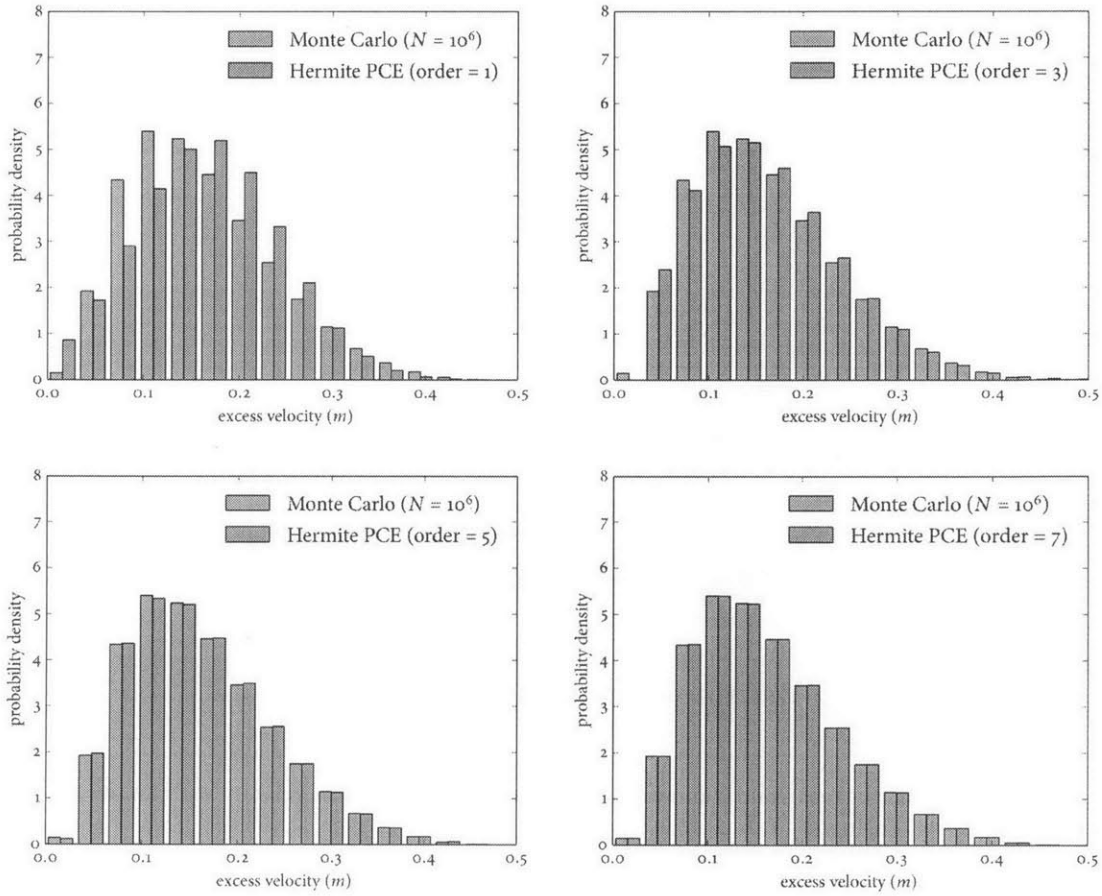 8
7
6
5
4
3
2
1
0
probability density
Monte Carlo (N = 10⁶)
Hermite PCE (order = 1)
0.0 0.1 0.2 0.3 0.4 0.5
excess velocity (m)
8
7
6
5
4
3
2
1
0
probability density
Monte Carlo (N = 10⁶)
Hermite PCE (order = 3)
0.0 0.1 0.2 0.3 0.4 0.5
excess velocity (m)
8
7
6
5
4
3
2
1
0
probability density
Monte Carlo (N = 10⁶)
Hermite PCE (order = 5)
0.0 0.1 0.2 0.3 0.4 0.5
excess velocity (m)
8
7
6
5
4
3
2
1
0
probability density
Monte Carlo (N = 10⁶)
Hermite PCE (order = 7)
0.0 0.1 0.2 0.3 0.4 0.5
excess velocity (m)